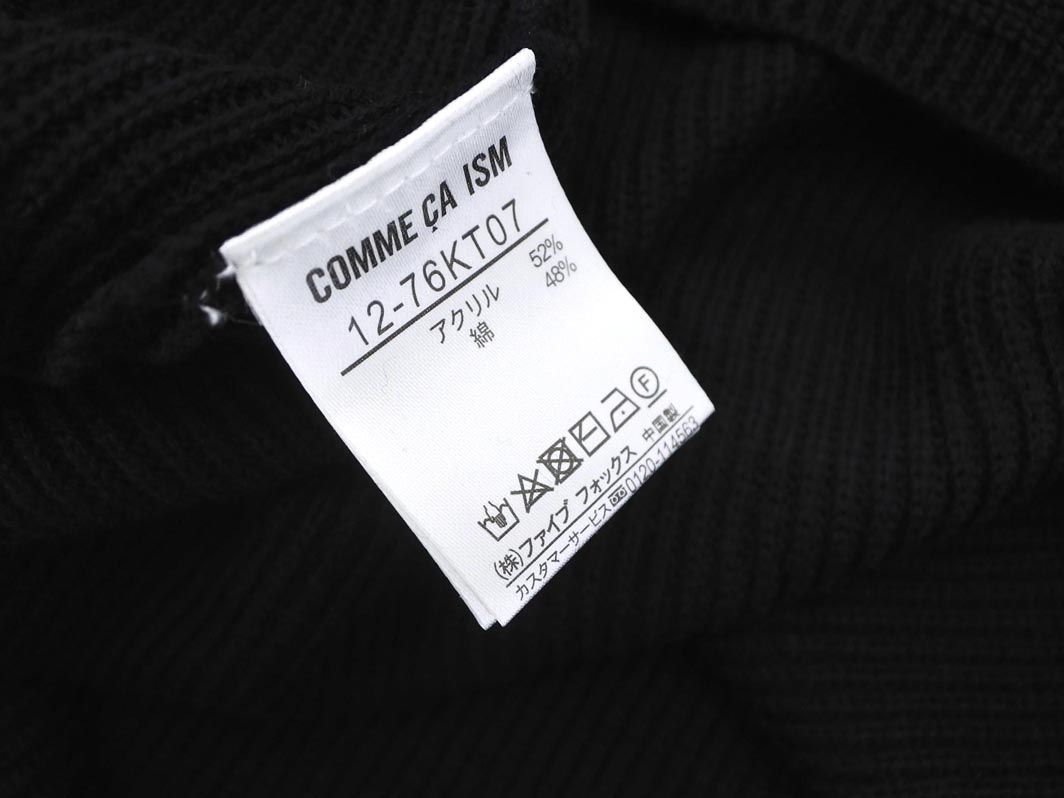 COMME ÇA ISM
12-76KT07
アクリル 52%
綿 48%
F
(株)ファイブ フォックス 中国製
カスタマーサービス 0120-114563